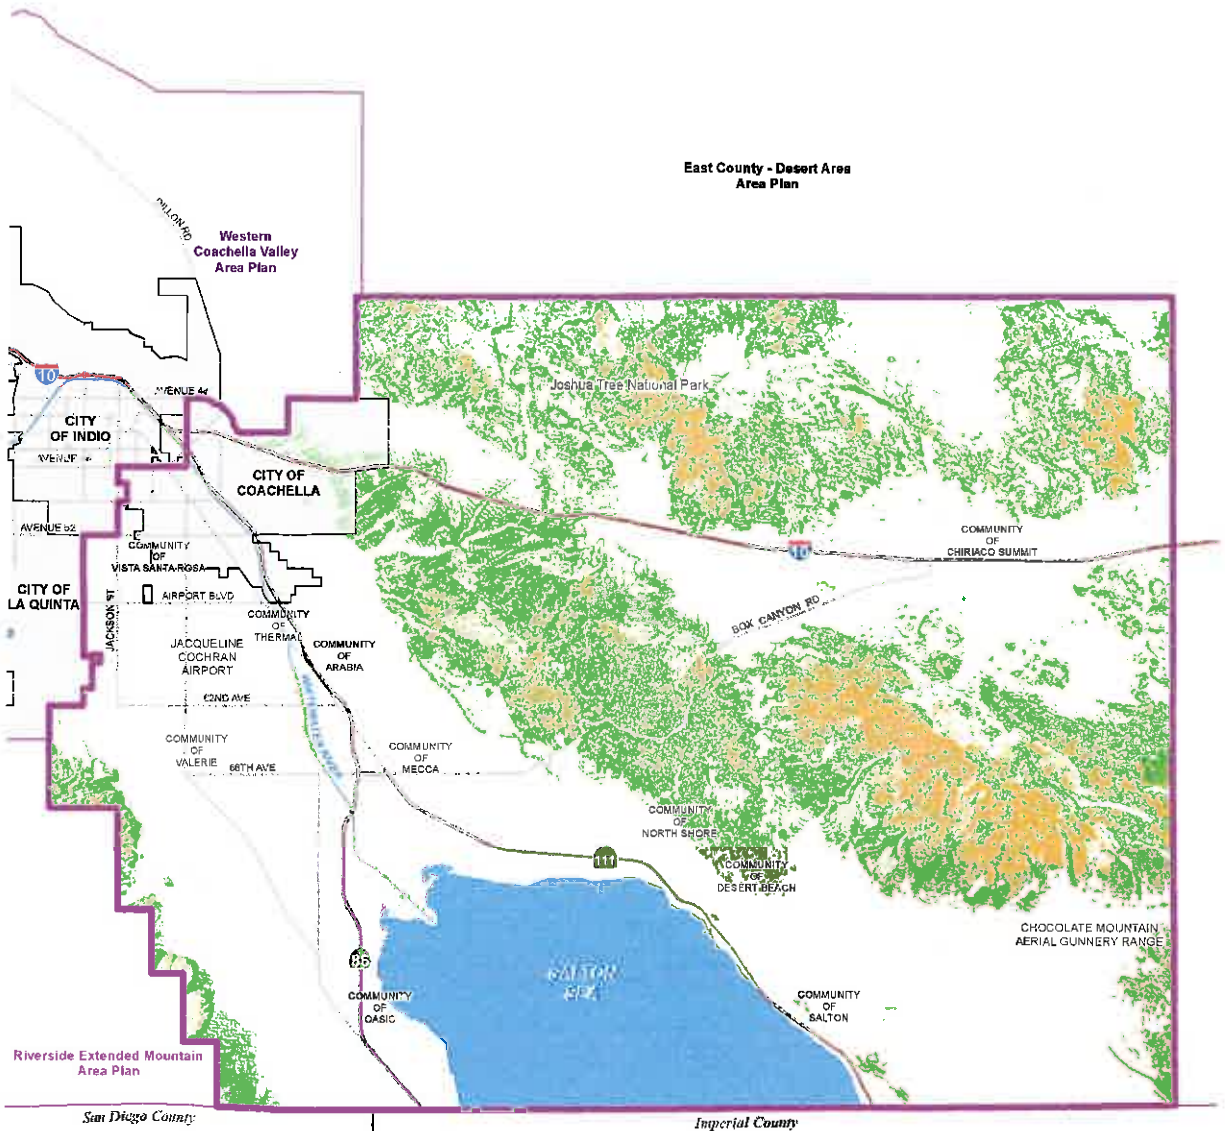 East County - Desert Area
Area Plan
DILLON RD
Western
Coachella Valley
Area Plan
10
AVENUE 44
Joshua Tree National Park
CITY
OF INDIO
AVENUE
CITY OF
COACHELLA
AVENUE 52
COMMUNITY
OF
CHIRIACO SUMMIT
10
COMMUNITY
OF
VISTA SANTA ROSA
CITY OF
LA QUINTA
AIRPORT BLVD
JACKSON ST
BOX CANYON RD
COMMUNITY
OF
THERMAL
JACQUELINE
COCHRAN
AIRPORT
COMMUNITY
OF
ARABIA
62ND AVE
COMMUNITY
OF
VALERIE
COMMUNITY
OF
MECCA
66TH AVE
COMMUNITY
OF
NORTH SHORE
111
COMMUNITY
OF
DESERT BEACH
CHOCOLATE MOUNTAIN
AERIAL GUNNERY RANGE
86
SALTON
SEA
COMMUNITY
OF
OASIS
COMMUNITY
OF
SALTON
Riverside Extended Mountain
Area Plan
San Diego County
Imperial County